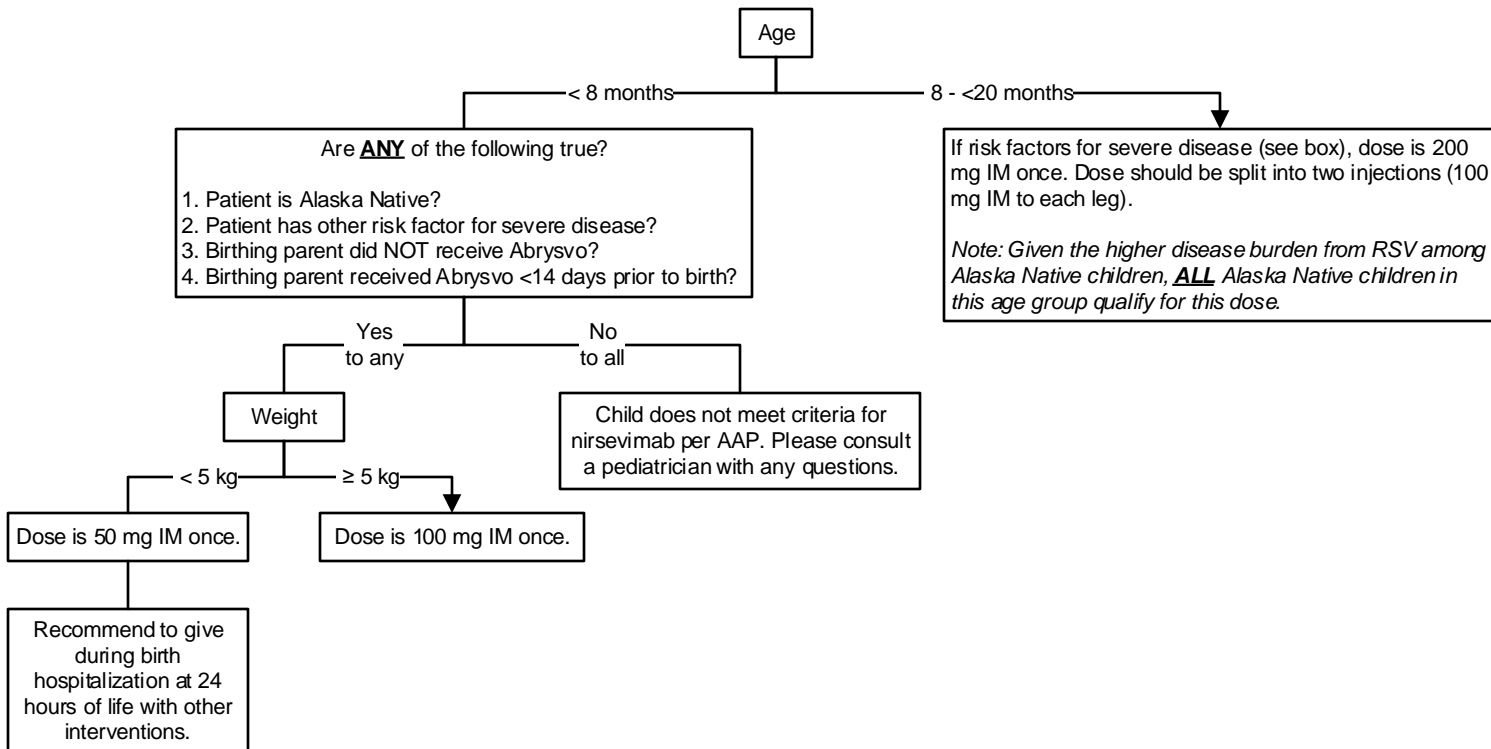 Age
< 8 months
8 - <20 months
Are ANY of the following true?
1. Patient is Alaska Native?
2. Patient has other risk factor for severe disease?
3. Birthing parent did NOT receive Abrysvo?
4. Birthing parent received Abrysvo <14 days prior to birth?
If risk factors for severe disease (see box), dose is 200
mg IM once. Dose should be split into two injections (100
mg IM to each leg).
Note: Given the higher disease burden from RSV among
Alaska Native children, ALL Alaska Native children in
this age group qualify for this dose.
Yes
to any
No
to all
Weight
Child does not meet criteria for
nirsevimab per AAP. Please consult
a pediatrician with any questions.
< 5 kg
≥ 5 kg
Dose is 50 mg IM once.
Dose is 100 mg IM once.
Recommend to give
during birth
hospitalization at 24
hours of life with other
interventions.